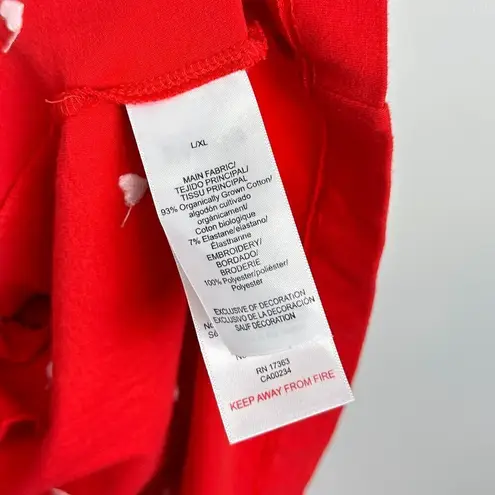 L/XL
MAIN FABRIC/
TEJIDO PRINCIPAL/
TISSU PRINCIPAL
93% Organically Grown Cotton/
algodón cultivado
orgánicament/
Coton biologique
7% Elastane/elastano/
Élasthanne
EMBROIDERY/
BORDADO/
BRODERIE
100% Polyester/poliéster/
Polyester
EXCLUSIVE OF DECORATION
EXCLUSIVO DE LA DECORACIÓN
SAUF DÉCORATION
RN 17363
CA00234
KEEP AWAY FROM FIRE